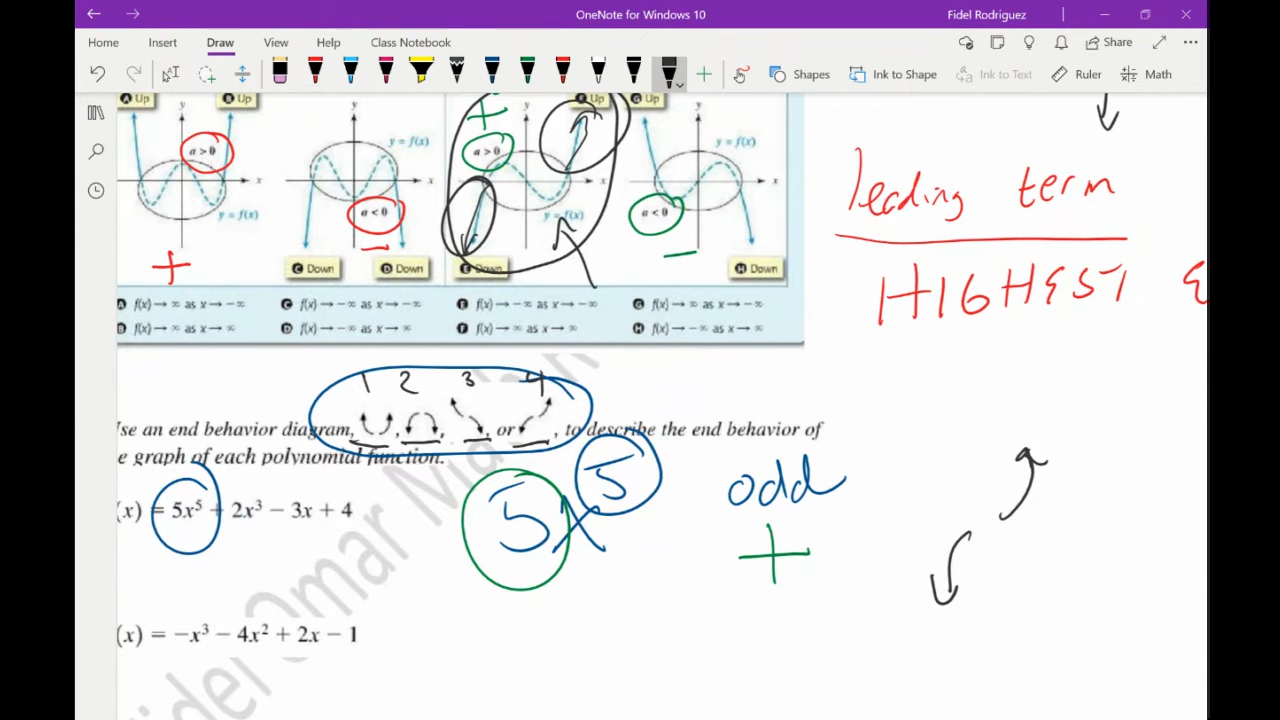 OneNote for Windows 10
Fidel Rodriguez
Home Insert Draw View Help Class Notebook
Share
Shapes Ink to Shape Ink to Text Ruler Math
A Up B Up F Up G Up
y y y y
a > 0 y = f(x) a > 0 y = f(x)
x x x x
y = f(x) a < 0 y = f(x) a < 0
+ − + −
C Down D Down E Down H Down
A f(x) → ∞ as x → −∞ C f(x) → −∞ as x → −∞ E f(x) → −∞ as x → −∞ G f(x) → ∞ as x → −∞
B f(x) → ∞ as x → ∞ D f(x) → −∞ as x → ∞ F f(x) → ∞ as x → ∞ H f(x) → −∞ as x → ∞
leading term
HIGHEST
1 2 3 4
se an end behavior diagram, , , , or , to describe the end behavior of
e graph of each polynomial function.
(x) = 5x⁵ + 2x³ − 3x + 4
5x⁵
odd
+
(x) = −x³ − 4x² + 2x − 1